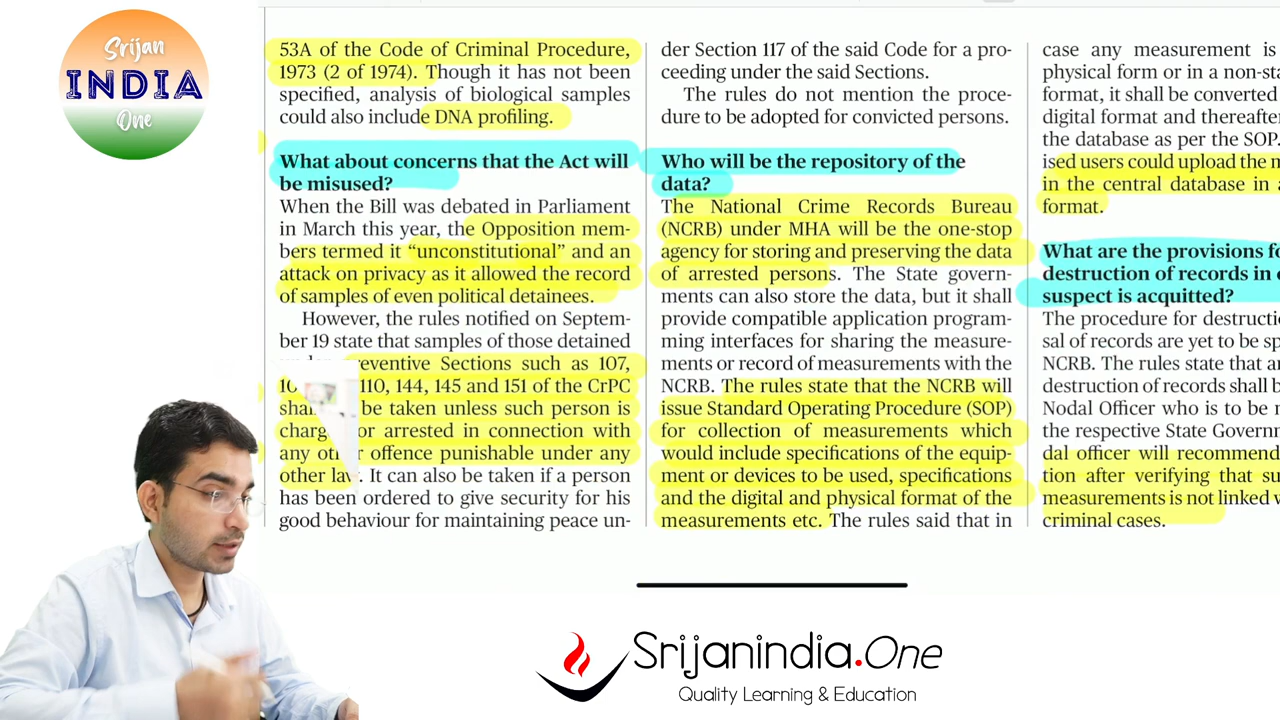 Srijan
INDIA
One
53A of the Code of Criminal Procedure,
1973 (2 of 1974). Though it has not been
specified, analysis of biological samples
could also include DNA profiling.
What about concerns that the Act will
be misused?
When the Bill was debated in Parliament
in March this year, the Opposition mem-
bers termed it “unconstitutional” and an
attack on privacy as it allowed the record
of samples of even political detainees.
However, the rules notified on Septem-
ber 19 state that samples of those detained
Sections such as 107,
110, 144, 145 and 151 of the CrPC
be taken unless such person is
or arrested in connection with
any offence punishable under any
other It can also be taken if a person
has been ordered to give security for his
good behaviour for maintaining peace un-
der Section 117 of the said Code for a pro-
ceeding under the said Sections.
The rules do not mention the proce-
dure to be adopted for convicted persons.
Who will be the repository of the
data?
The National Crime Records Bureau
(NCRB) under MHA will be the one-stop
agency for storing and preserving the data
of arrested persons. The State govern-
ments can also store the data, but it shall
provide compatible application program-
ming interfaces for sharing the measure-
ments or record of measurements with the
NCRB. The rules state that the NCRB will
issue Standard Operating Procedure (SOP)
for collection of measurements which
would include specifications of the equip-
ment or devices to be used, specifications
and the digital and physical format of the
measurements etc. The rules said that in
case any measurement is
physical form or in a non-sta
format, it shall be converted
digital format and thereafter
the database as per the SOP.
ised users could upload the m
in the central database in a
format.
What are the provisions fo
destruction of records in c
suspect is acquitted?
The procedure for destructi
sal of records are yet to be sp
NCRB. The rules state that a
destruction of records shall b
Nodal Officer who is to be n
the respective State Governm
dal officer will recommend
tion after verifying that su
measurements is not linked w
criminal cases.
Srijanindia.One
Quality Learning & Education